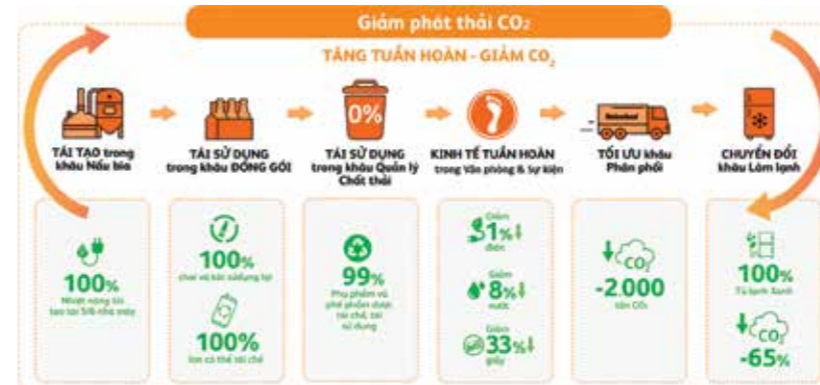 Giảm phát thải CO₂
TĂNG TUẦN HOÀN - GIẢM CO₂
0%
Heineken
TÁI TẠO trong
khâu Nấu bia
TÁI SỬ DỤNG
trong khâu ĐÓNG GÓI
TÁI SỬ DỤNG
trong khâu Quản lý
Chất thải
KINH TẾ TUẦN HOÀN
trong Văn phòng & Sự kiện
TỐI ƯU khâu
Phân phối
CHUYỂN ĐỔI
khâu Làm lạnh
100%
Nhiệt năng tái
tạo tại 5/6 nhà máy
100%
chai và két sử dụng lại
100%
lon có thể tái chế
99%
Phụ phẩm và
phế phẩm được
tái chế, tái
sử dụng
Giảm
1%
điện
Giảm
8%
nước
Giảm
33%
giấy
CO₂
-2.000
tấn CO₂
100%
Tủ lạnh Xanh
CO₂
-65%